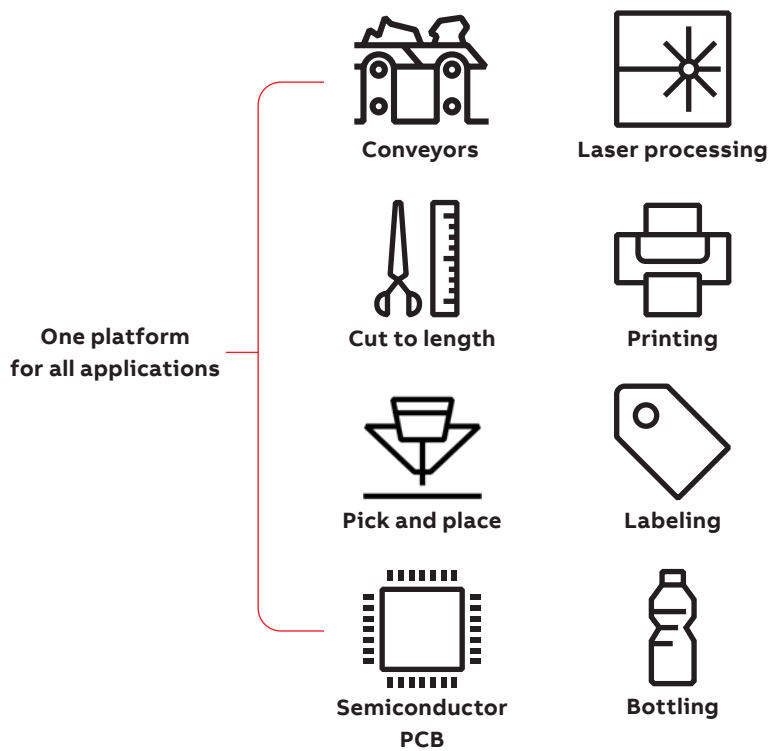 One platform
for all applications
Conveyors
Laser processing
Cut to length
Printing
Pick and place
Labeling
Semiconductor
PCB
Bottling